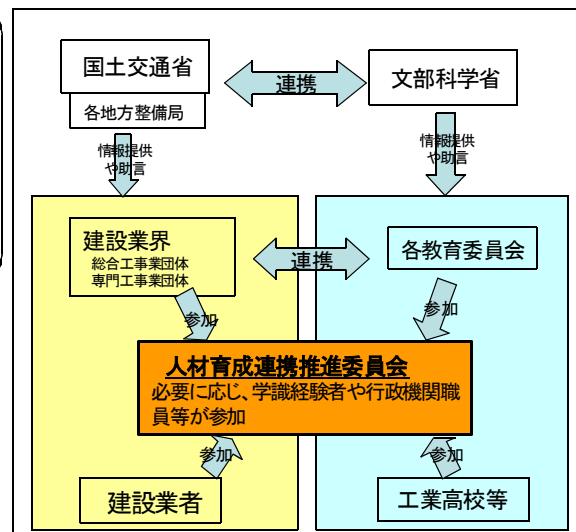 国土交通省
各地方整備局
連携
文部科学省
情報提供
や助言
情報提供
や助言
建設業界
総合工事業団体
専門工事業団体
連携
各教育委員会
参加
参加
人材育成連携推進委員会
必要に応じ、学識経験者や行政機関職
員等が参加
参加
参加
建設業者
工業高校等